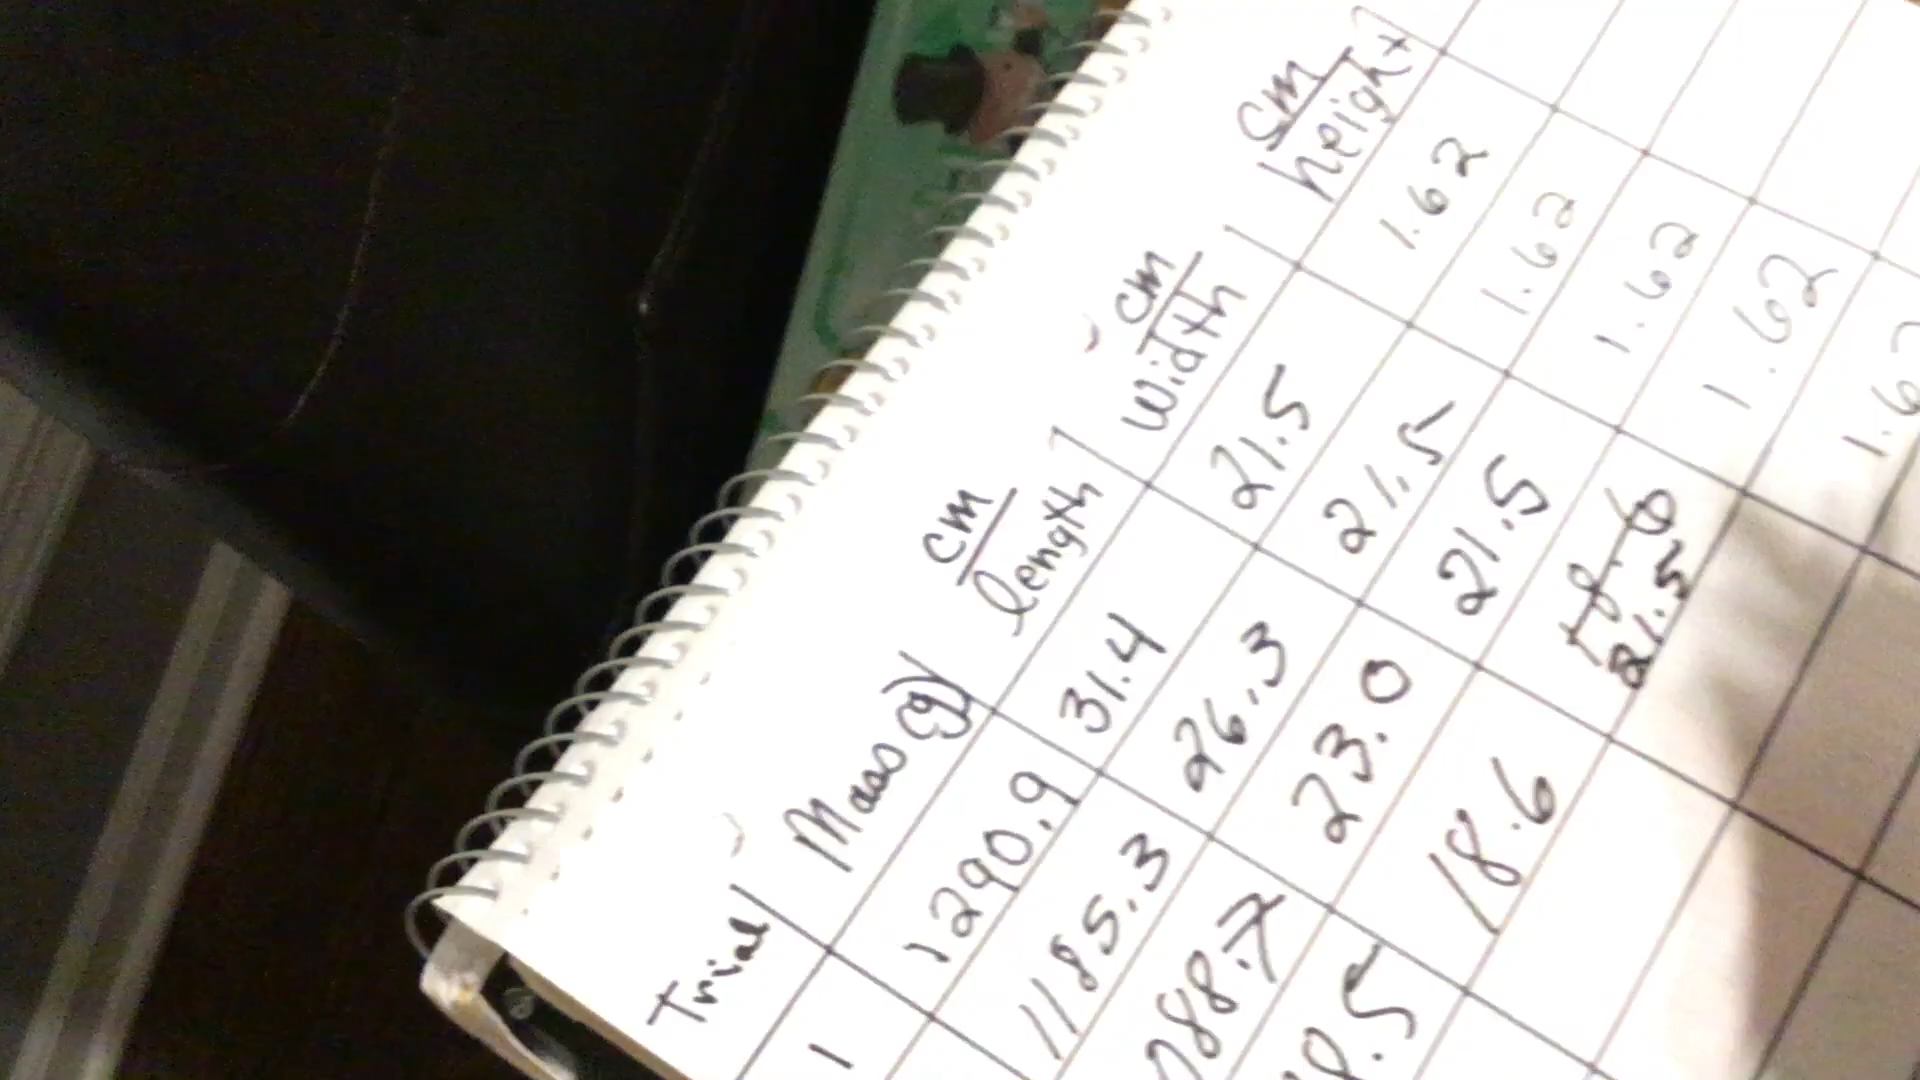 cm cm cm
Trial Mass (g) length width height
1 1290.9 31.4 21.5 1.62
1185.3 26.3 21.5 1.62
23.0 21.5 1.62
18.6 21.5 1.62